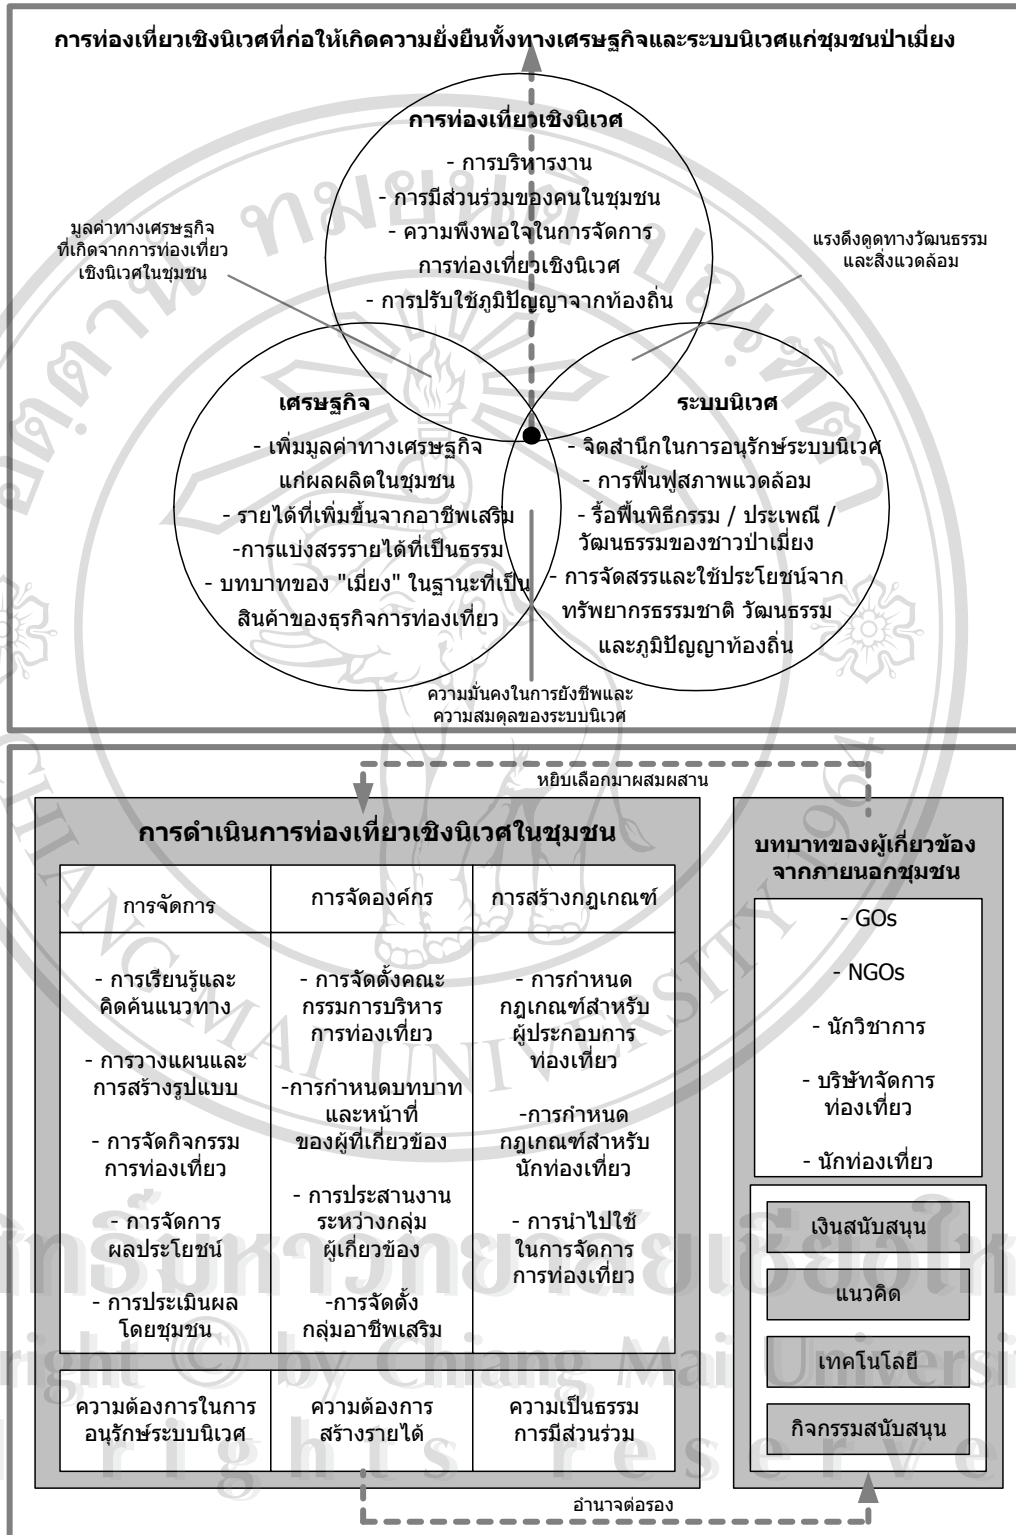 การท่องเที่ยวเชิงนิเวศที่ก่อให้เกิดความยั่งยืนทั้งทางเศรษฐกิจและระบบนิเวศแก่ชุมชนป่าเมี่ยง
การท่องเที่ยวเชิงนิเวศ
- การบริหารงาน
- การมีส่วนร่วมของคนในชุมชน
- ความพึงพอใจในการจัดการ
การท่องเที่ยวเชิงนิเวศ
- การปรับใช้ภูมิปัญญาจากท้องถิ่น
มูลค่าทางเศรษฐกิจ
ที่เกิดจากการท่องเที่ยว
เชิงนิเวศในชุมชน
แรงดึงดูดทางวัฒนธรรม
และสิ่งแวดล้อม
เศรษฐกิจ
- เพิ่มมูลค่าทางเศรษฐกิจ
แก่ผลผลิตในชุมชน
- รายได้ที่เพิ่มขึ้นจากอาชีพเสริม
-การแบ่งสรรรายได้ที่เป็นธรรม
- บทบาทของ "เมี่ยง" ในฐานะที่เป็น
สินค้าของธุรกิจการท่องเที่ยว
ระบบนิเวศ
- จิตสำนึกในการอนุรักษ์ระบบนิเวศ
- การฟื้นฟูสภาพแวดล้อม
- รื้อฟื้นพิธีกรรม / ประเพณี /
วัฒนธรรมของชาวป่าเมี่ยง
- การจัดสรรและใช้ประโยชน์จาก
ทรัพยากรธรรมชาติ วัฒนธรรม
และภูมิปัญญาท้องถิ่น
ความมั่นคงในการยังชีพและ
ความสมดุลของระบบนิเวศ
หยิบเลือกมาผสมผสาน
การดำเนินการท่องเที่ยวเชิงนิเวศในชุมชน
การจัดการ
- การเรียนรู้และ
คิดค้นแนวทาง
- การวางแผนและ
การสร้างรูปแบบ
- การจัดกิจกรรม
การท่องเที่ยว
- การจัดการ
ผลประโยชน์
- การประเมินผล
โดยชุมชน
ความต้องการในการ
อนุรักษ์ระบบนิเวศ
การจัดองค์กร
- การจัดตั้งคณะ
กรรมการบริหาร
การท่องเที่ยว
-การกำหนดบทบาท
และหน้าที่
ของผู้ที่เกี่ยวข้อง
- การประสานงาน
ระหว่างกลุ่ม
ผู้เกี่ยวข้อง
-การจัดตั้ง
กลุ่มอาชีพเสริม
ความต้องการ
สร้างรายได้
การสร้างกฎเกณฑ์
- การกำหนด
กฎเกณฑ์สำหรับ
ผู้ประกอบการ
ท่องเที่ยว
-การกำหนด
กฎเกณฑ์สำหรับ
นักท่องเที่ยว
- การนำไปใช้
ในการจัดการ
การท่องเที่ยว
ความเป็นธรรม
การมีส่วนร่วม
บทบาทของผู้เกี่ยวข้อง
จากภายนอกชุมชน
- GOs
- NGOs
- นักวิชาการ
- บริษัทจัดการ
ท่องเที่ยว
- นักท่องเที่ยว
เงินสนับสนุน
แนวคิด
เทคโนโลยี
กิจกรรมสนับสนุน
อำนาจต่อรอง
CHIANG MAI UNIVERSITY 1964
by Chiang Mai
rights